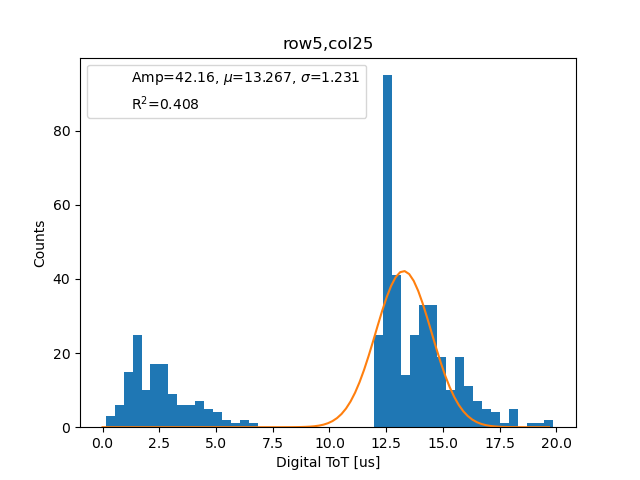 row5,col25
Amp=42.16, μ=13.267, σ=1.231
R²=0.408
80
60
40
20
0
Counts
0.0 2.5 5.0 7.5 10.0 12.5 15.0 17.5 20.0
Digital ToT [us]